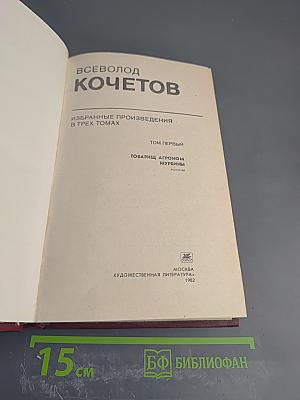 ВСЕВОЛОД
КОЧЕТОВ
ИЗБРАННЫЕ ПРОИЗВЕДЕНИЯ
В ТРЕХ ТОМАХ
ТОМ ПЕРВЫЙ
ТОВАРИЩ АГРОНОМ
ЖУРБИНЫ
МОСКВА
«ХУДОЖЕСТВЕННАЯ ЛИТЕРАТУРА»
1982
15 см
БФ БИБЛИОФАН